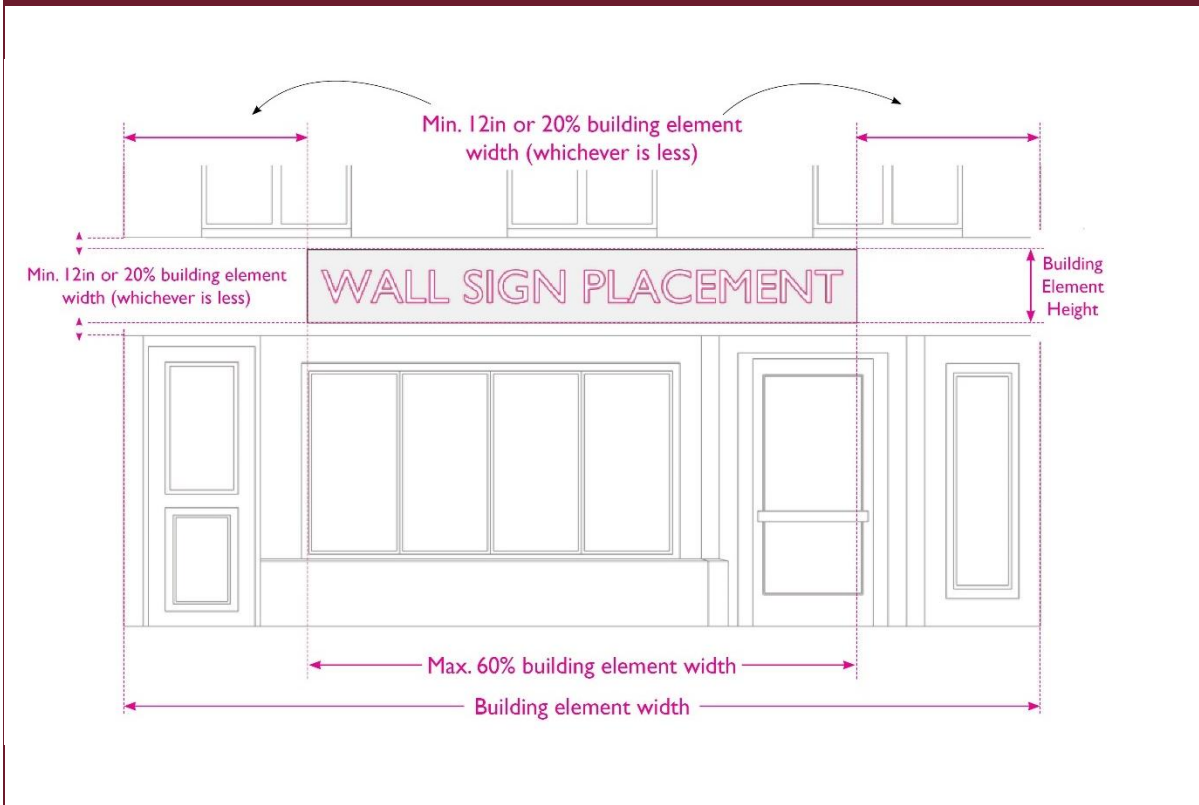 Min. 12in or 20% building element
width (whichever is less)
Min. 12in or 20% building element
width (whichever is less)
WALL SIGN PLACEMENT
Building
Element
Height
Max. 60% building element width
Building element width